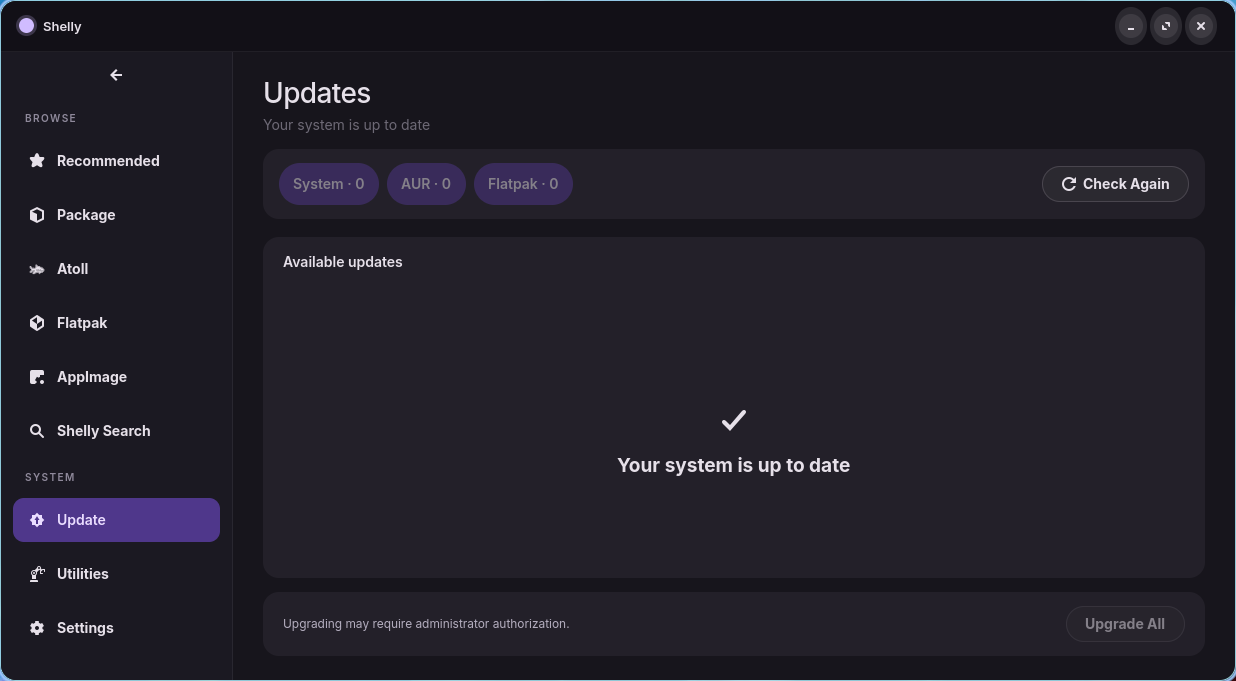 Shelly
BROWSE
Recommended
Package
Atoll
Flatpak
AppImage
Shelly Search
SYSTEM
Update
Utilities
Settings
Updates
Your system is up to date
System · 0
AUR · 0
Flatpak · 0
Check Again
Available updates
Your system is up to date
Upgrading may require administrator authorization.
Upgrade All